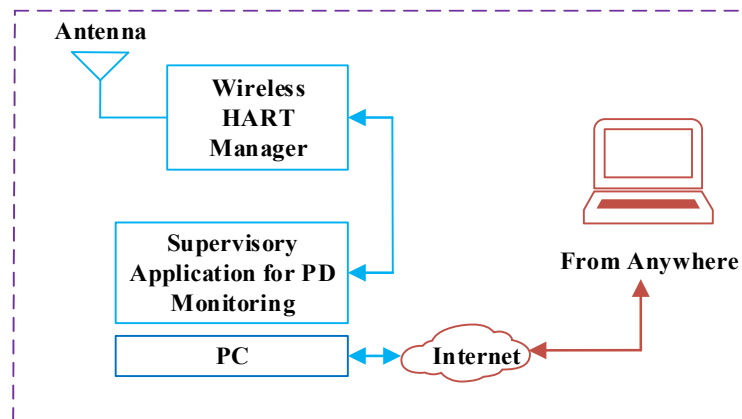 Antenna
Wireless
HART
Manager
Supervisory
Application for PD
Monitoring
From Anywhere
PC
Internet